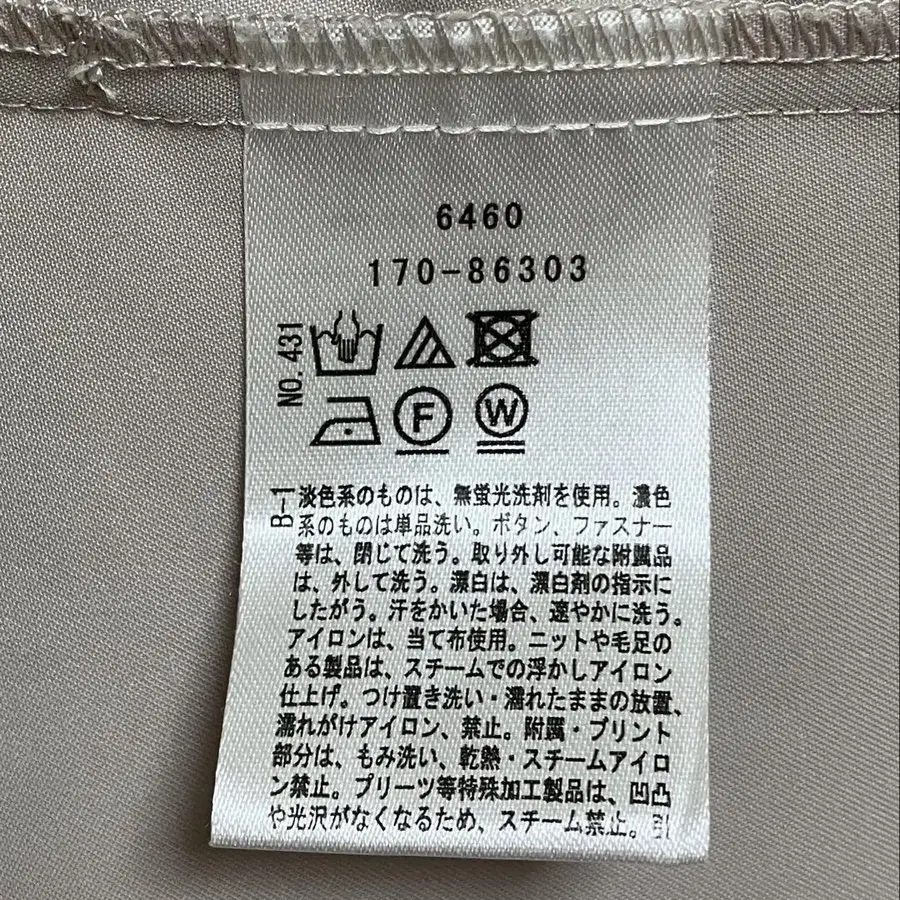 6460
170-86303
NO.431
F
W
B-1
淡色系のものは、無蛍光洗剤を使用。濃色
系のものは単品洗い。ボタン、ファスナー
等は、閉じて洗う。取り外し可能な附属品
は、外して洗う。漂白は、漂白剤の指示に
したがう。汗をかいた場合、速やかに洗う。
アイロンは、当て布使用。ニットや毛足の
ある製品は、スチームでの浮かしアイロン
仕上げ。つけ置き洗い・濡れたままの放置、
濡れがけアイロン、禁止。附属・プリント
部分は、もみ洗い、乾熱・スチームアイロ
ン禁止。プリーツ等特殊加工製品は、凹凸
や光沢がなくなるため、スチーム禁止。引